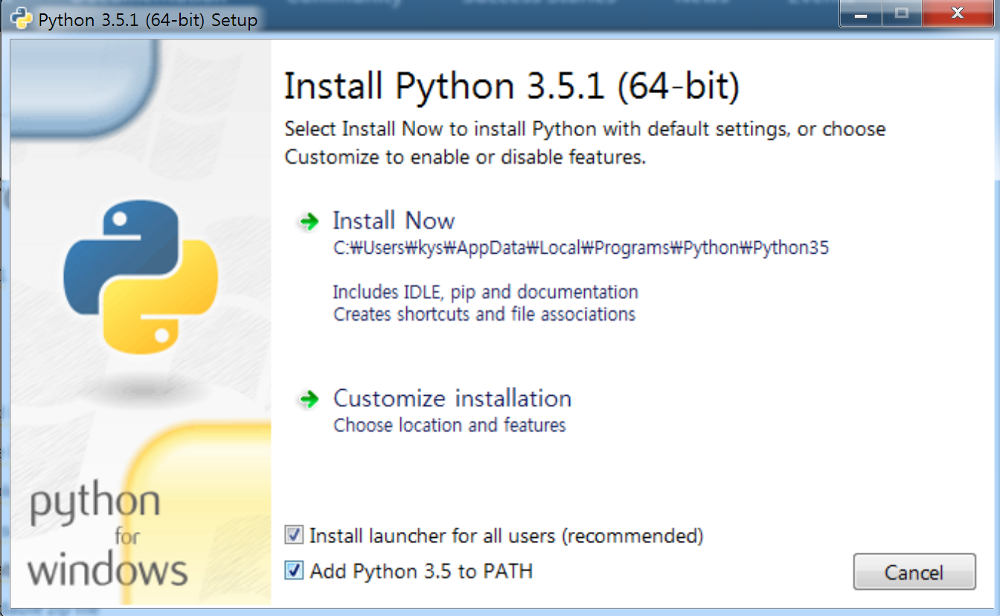 Python 3.5.1 (64-bit) Setup
Install Python 3.5.1 (64-bit)
Select Install Now to install Python with default settings, or choose
Customize to enable or disable features.
Install Now
C:₩Users₩kys₩AppData₩Local₩Programs₩Python₩Python35
Includes IDLE, pip and documentation
Creates shortcuts and file associations
Customize installation
Choose location and features
python
for
windows
Install launcher for all users (recommended)
Add Python 3.5 to PATH
Cancel